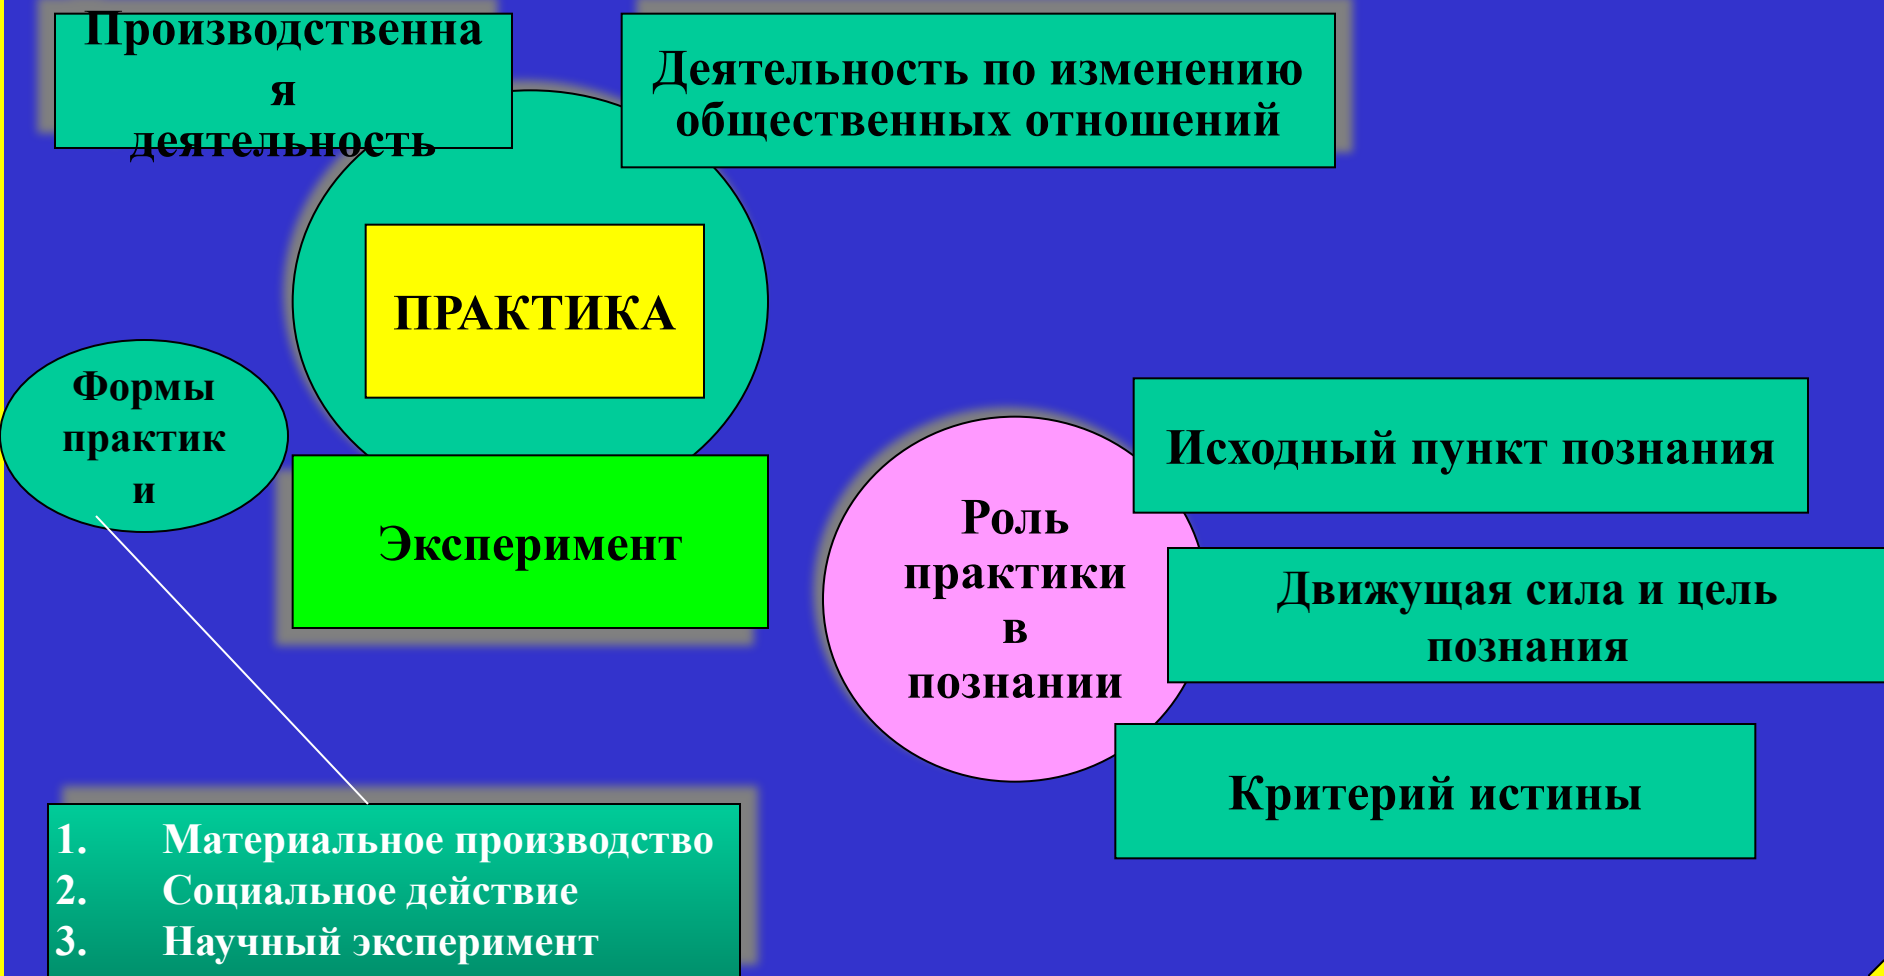 Производственна
я
деятельность
Деятельность по изменению
общественных отношений
ПРАКТИКА
Формы
практик
и
Эксперимент
Роль
практики
в
познании
Исходный пункт познания
Движущая сила и цель
познания
Критерий истины
1. Материальное производство
2. Социальное действие
3. Научный эксперимент